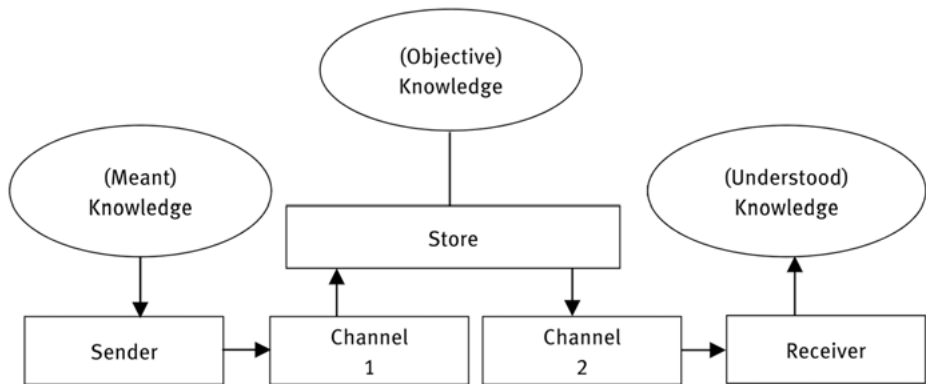 (Objective)
Knowledge
(Meant)
Knowledge
(Understood)
Knowledge
Store
Sender
Channel
1
Channel
2
Receiver